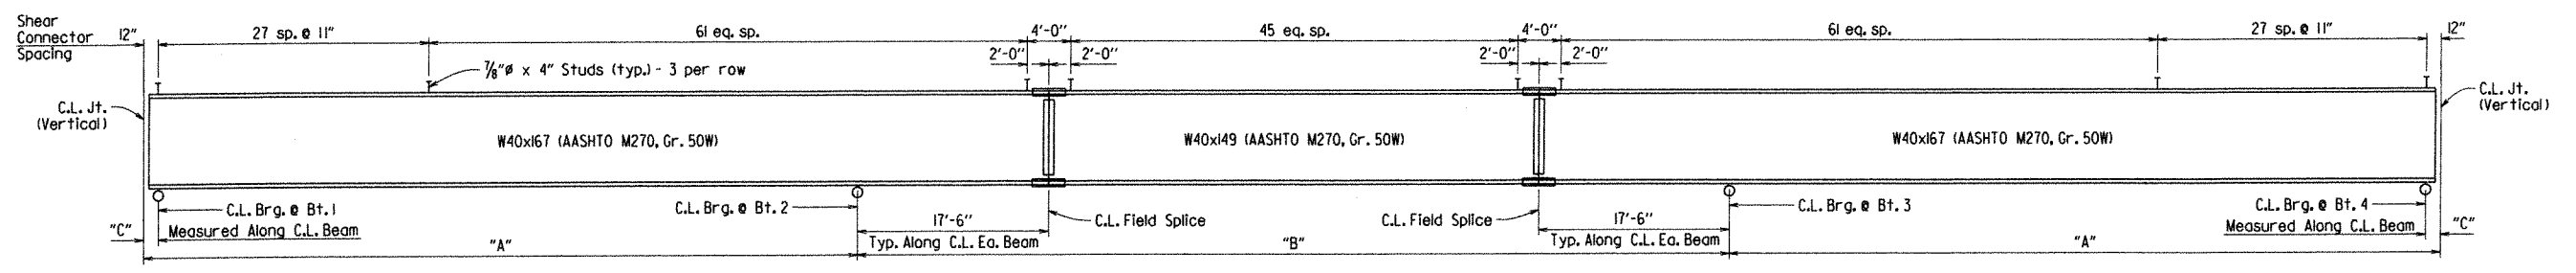 Shear
Connector
Spacing
12"
27 sp. @ 11"
61 eq. sp.
4'-0"
45 eq. sp.
4'-0"
61 eq. sp.
27 sp. @ 11"
12"
2'-0"
2'-0"
2'-0"
2'-0"
7/8"Ø x 4" Studs (typ.) - 3 per row
C.L. Jt.
(Vertical)
C.L. Jt.
(Vertical)
W40x167 (AASHTO M270, Gr. 50W)
W40x149 (AASHTO M270, Gr. 50W)
W40x167 (AASHTO M270, Gr. 50W)
C.L. Brg. @ Bt. 1
C.L. Brg. @ Bt. 2
C.L. Brg. @ Bt. 3
C.L. Brg. @ Bt. 4
17'-6"
C.L. Field Splice
C.L. Field Splice
17'-6"
"C"
Measured Along C.L. Beam
Typ. Along C.L. Ea. Beam
Typ. Along C.L. Ea. Beam
Measured Along C.L. Beam
"C"
"A"
"B"
"A"